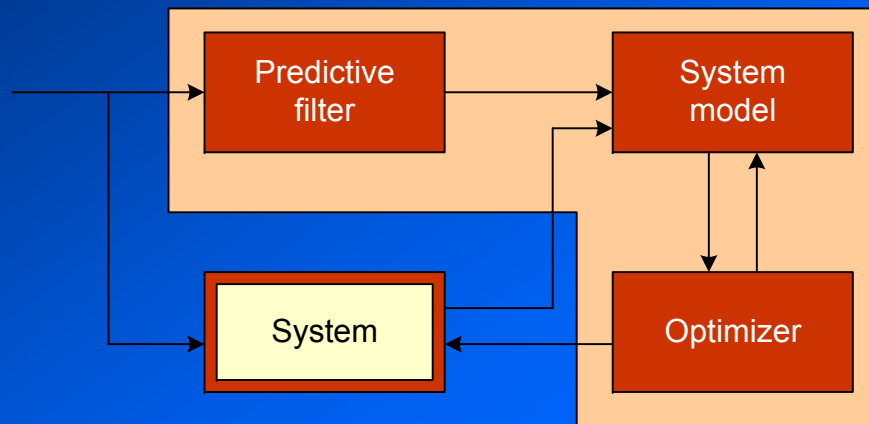 Predictive
filter
System
model
System
Optimizer